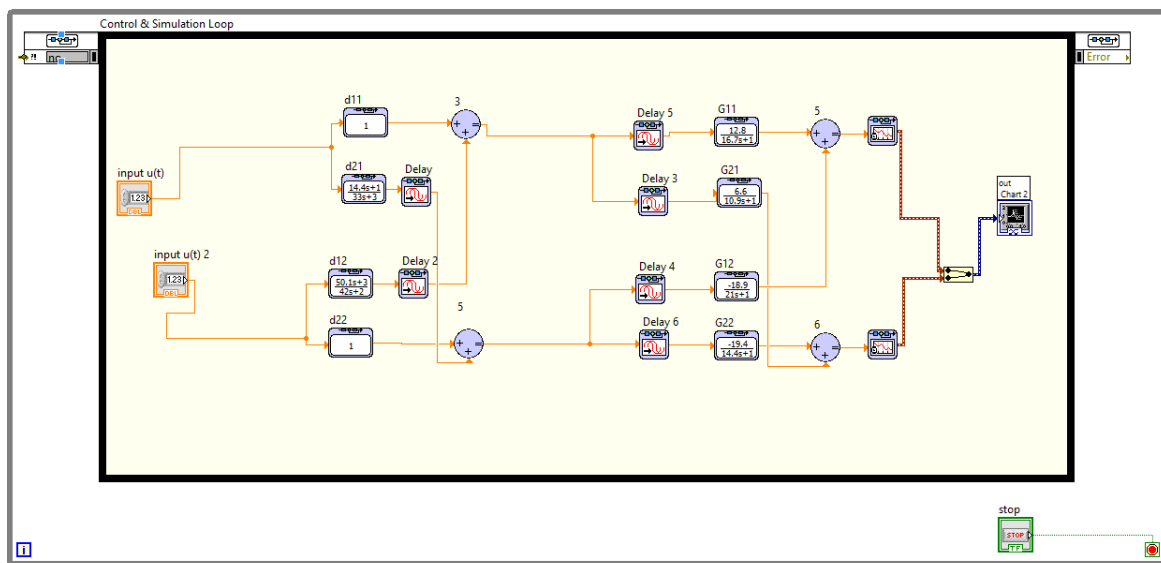 Control & Simulation Loop
?!
Error
d11
1
3
d21
14.4s+1
33s+3
Delay
input u(t)
1.23
DBL
input u(t) 2
1.23
DBL
d12
50.1s+3
42s+2
Delay 2
d22
1
5
Delay 5
G11
12.8
16.7s+1
5
Delay 3
G21
6.6
10.9s+1
Delay 4
G12
-18.9
21s+1
Delay 6
G22
-19.4
14.4s+1
6
out
Chart 2
stop
STOP
TF
i